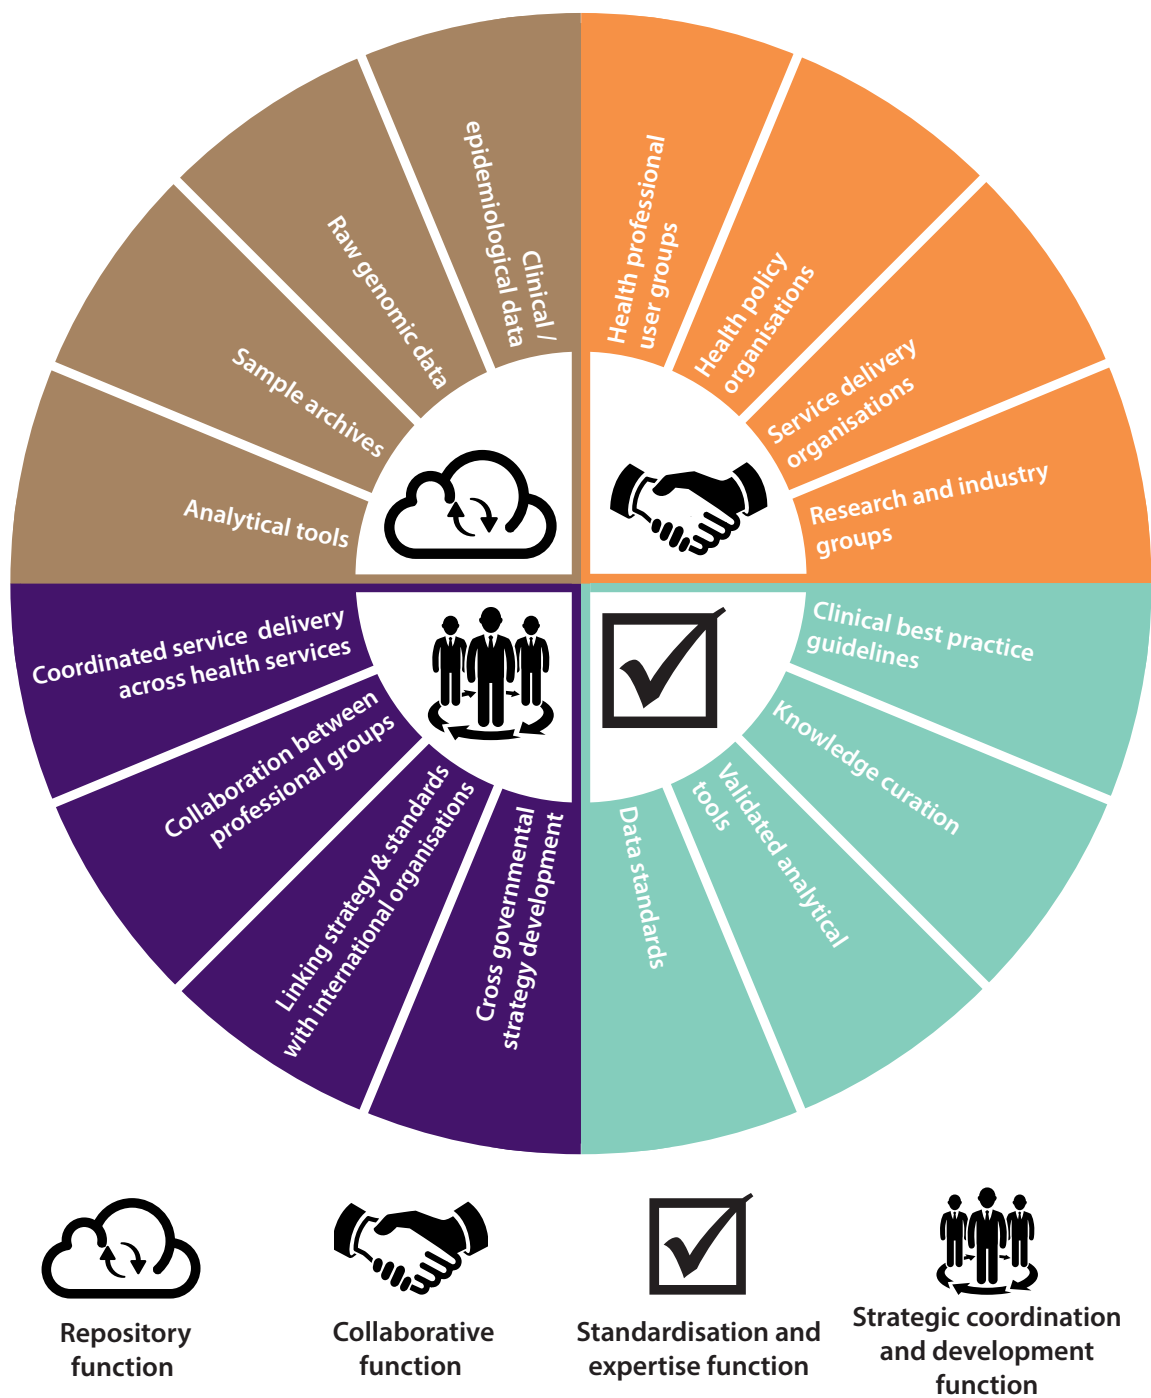 Clinical /
epidemiological data
Raw genomic data
Sample archives
Analytical tools
Health professional
user groups
Health policy
organisations
Service delivery
organisations
Research and industry
groups
Clinical best practice
guidelines
Knowledge curation
Validated analytical
tools
Data standards
Coordinated service delivery
across health services
Collaboration between
professional groups
Linking strategy & standards
with international organisations
Cross governmental
strategy development
Repository
function
Collaborative
function
Standardisation and
expertise function
Strategic coordination
and development
function